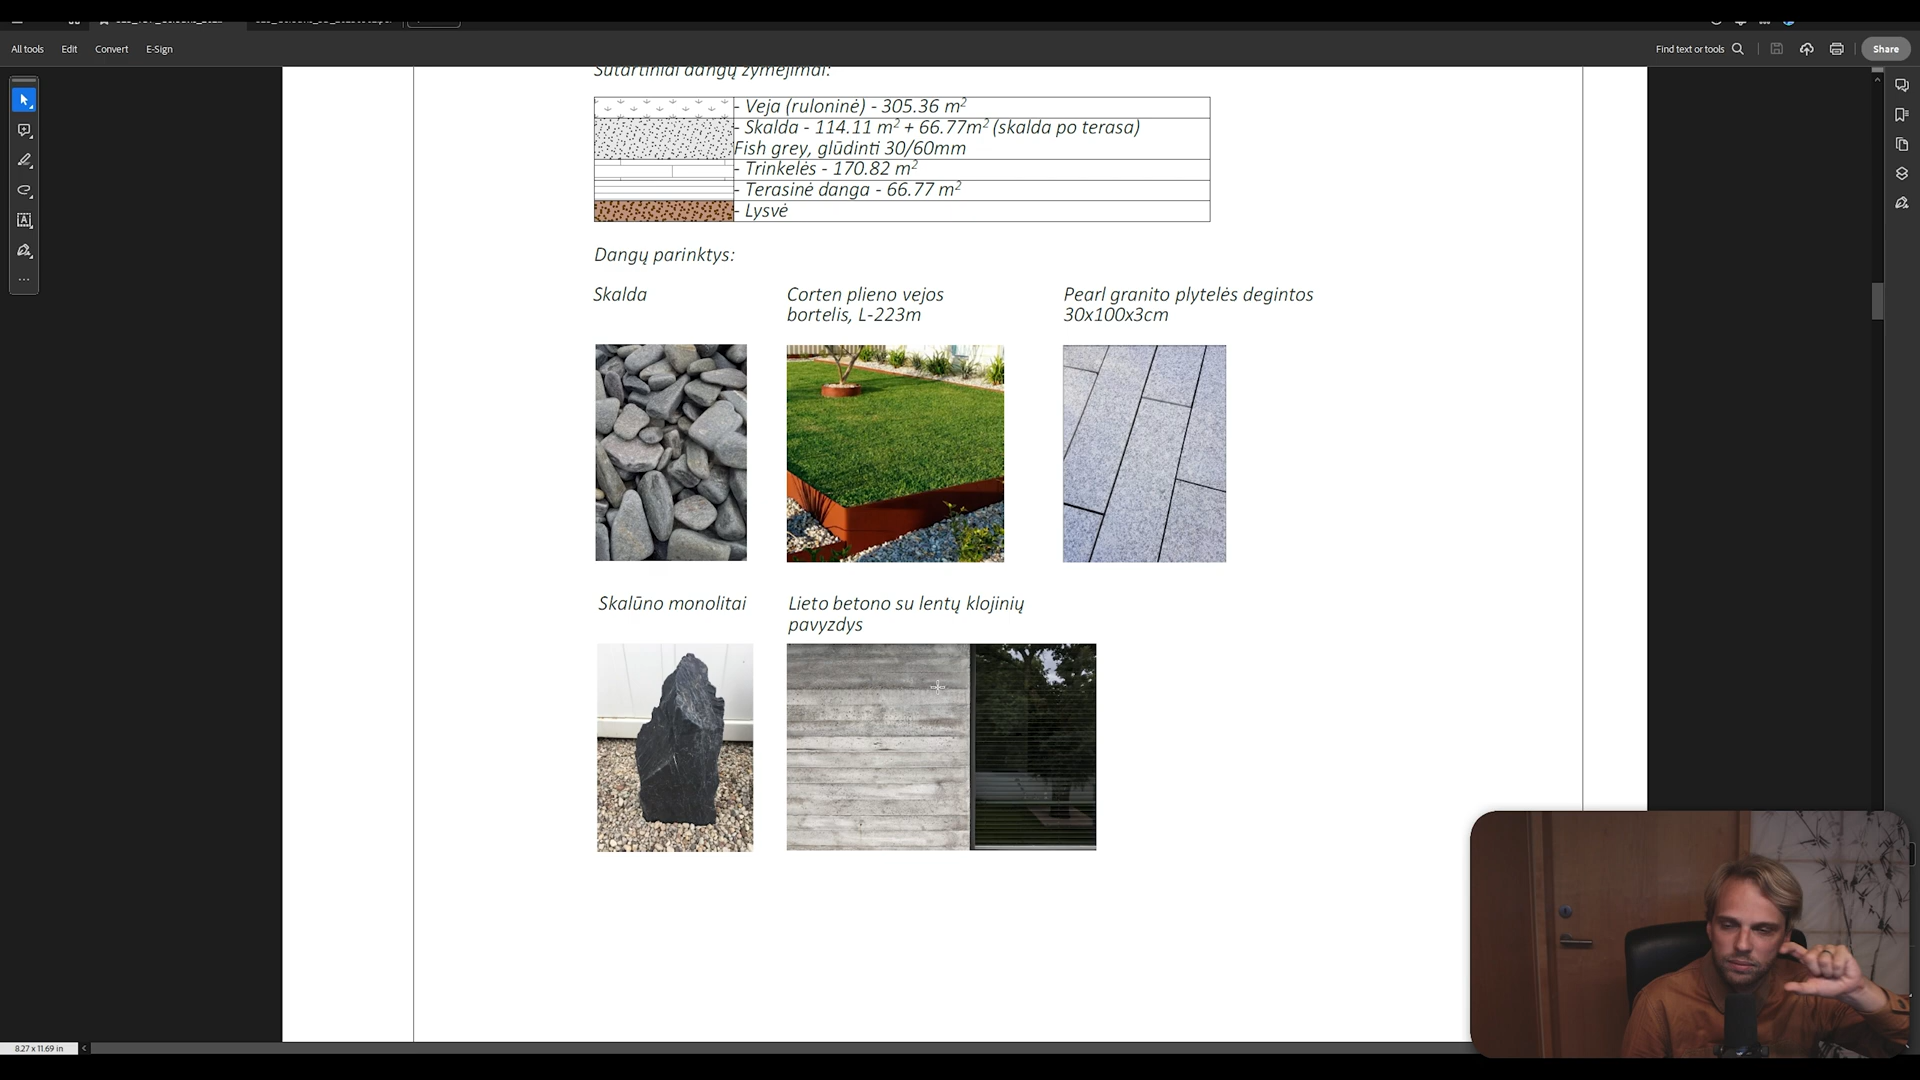 All tools
Edit
Convert
E-Sign
Find text or tools
Share
Sutartiniai dangų žymėjimai:
- Veja (ruloninė) - 305.36 m²
- Skalda - 114.11 m² + 66.77m² (skalda po terasa)
Fish grey, glūdinti 30/60mm
- Trinkelės - 170.82 m²
- Terasinė danga - 66.77 m²
- Lysvė
Dangų parinktys:
Skalda
Corten plieno vejos
bortelis, L-223m
Pearl granito plytelės degintos
30x100x3cm
Skalūno monolitai
Lieto betono su lentų klojinių
pavyzdys
8.27 x 11.69 in